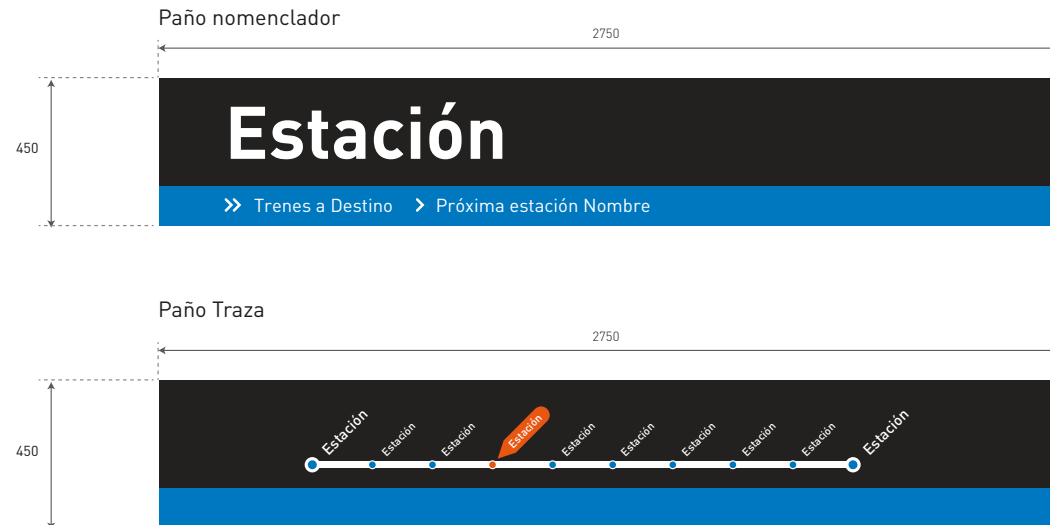 Paño nomenclador
2750
450
Estación
Trenes a Destino
Próxima estación Nombre
Paño Traza
2750
450
Estación
Estación
Estación
Estación
Estación
Estación
Estación
Estación
Estación
Estación